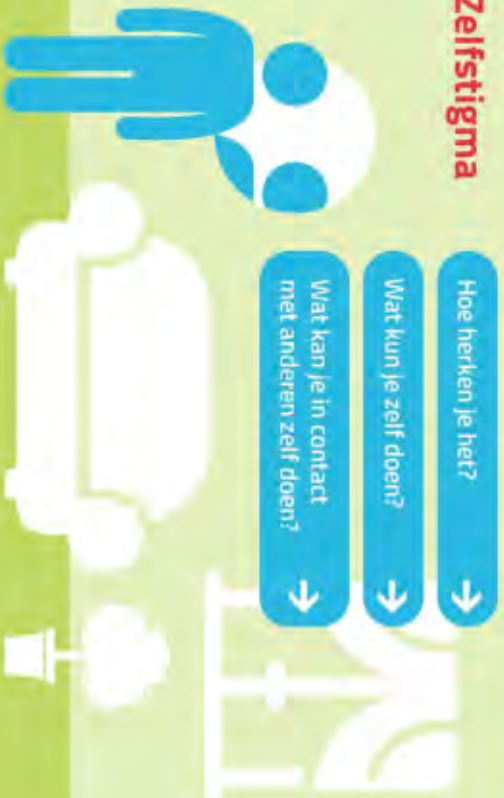 Zelfstigma
Hoe herken je het?
Wat kun je zelf doen?
Wat kan je in contact
met anderen zelf doen?